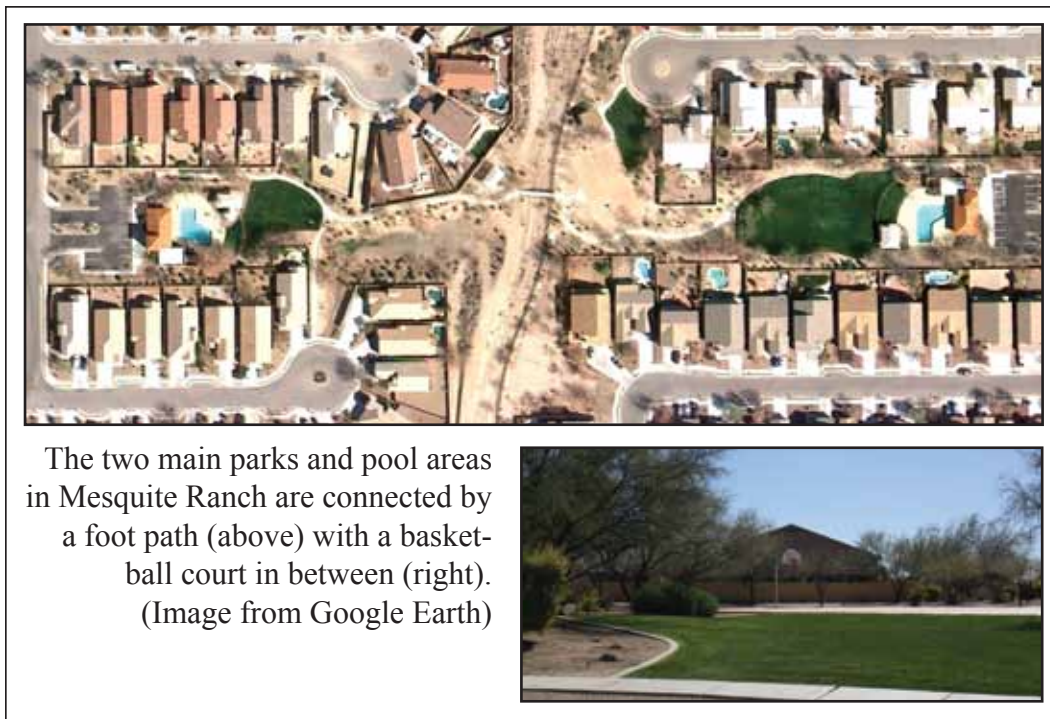 The two main parks and pool areas
in Mesquite Ranch are connected by
a foot path (above) with a basket-
ball court in between (right).
(Image from Google Earth)